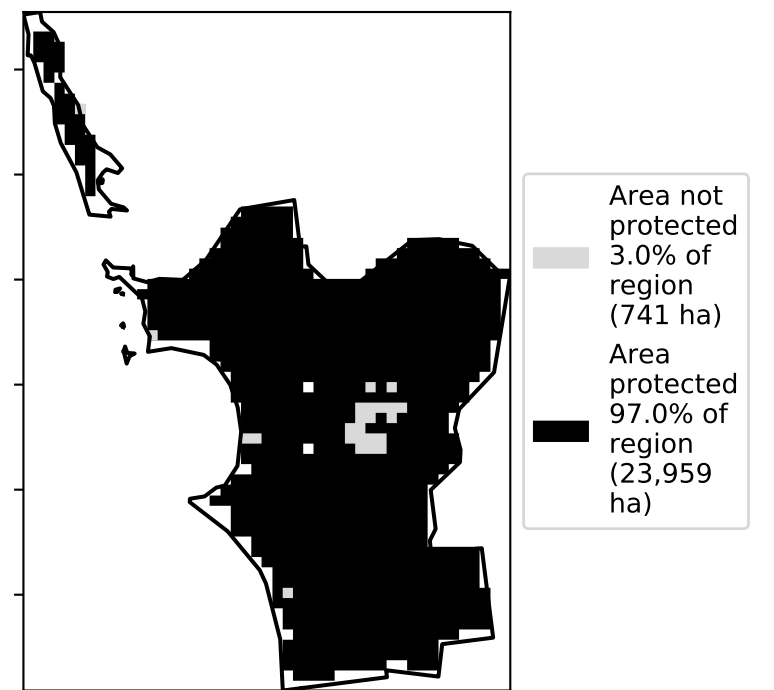 Area not
protected
3.0% of
region
(741 ha)
Area
protected
97.0% of
region
(23,959
ha)